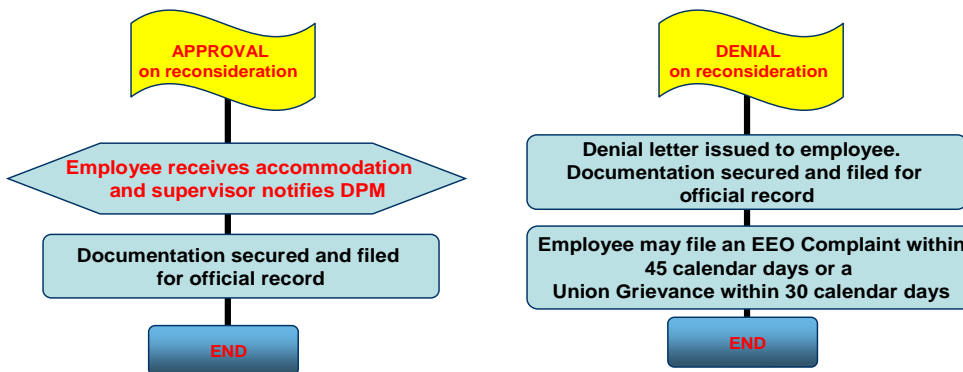 APPROVAL
on reconsideration
Employee receives accommodation
and supervisor notifies DPM
Documentation secured and filed
for official record
END
DENIAL
on reconsideration
Denial letter issued to employee.
Documentation secured and filed for
official record
Employee may file an EEO Complaint within
45 calendar days or a
Union Grievance within 30 calendar days
END